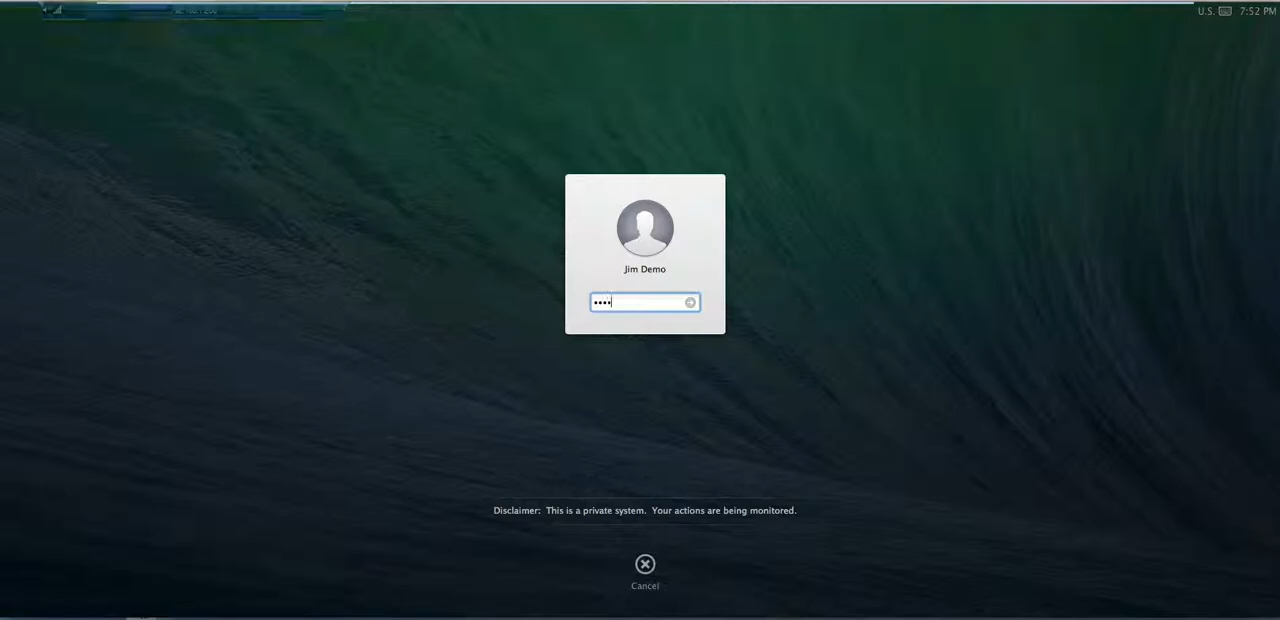 U.S. 7:52 PM
Jim Demo
Disclaimer: This is a private system. Your actions are being monitored.
Cancel